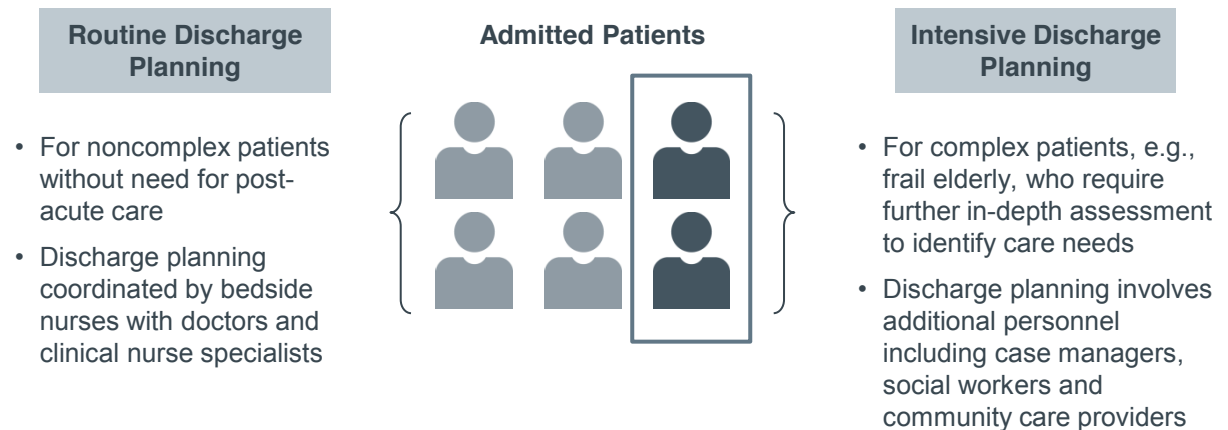 Routine Discharge
Planning
• For noncomplex patients
without need for post-
acute care
• Discharge planning
coordinated by bedside
nurses with doctors and
clinical nurse specialists
Admitted Patients
Intensive Discharge
Planning
• For complex patients, e.g.,
frail elderly, who require
further in-depth assessment
to identify care needs
• Discharge planning involves
additional personnel
including case managers,
social workers and
community care providers